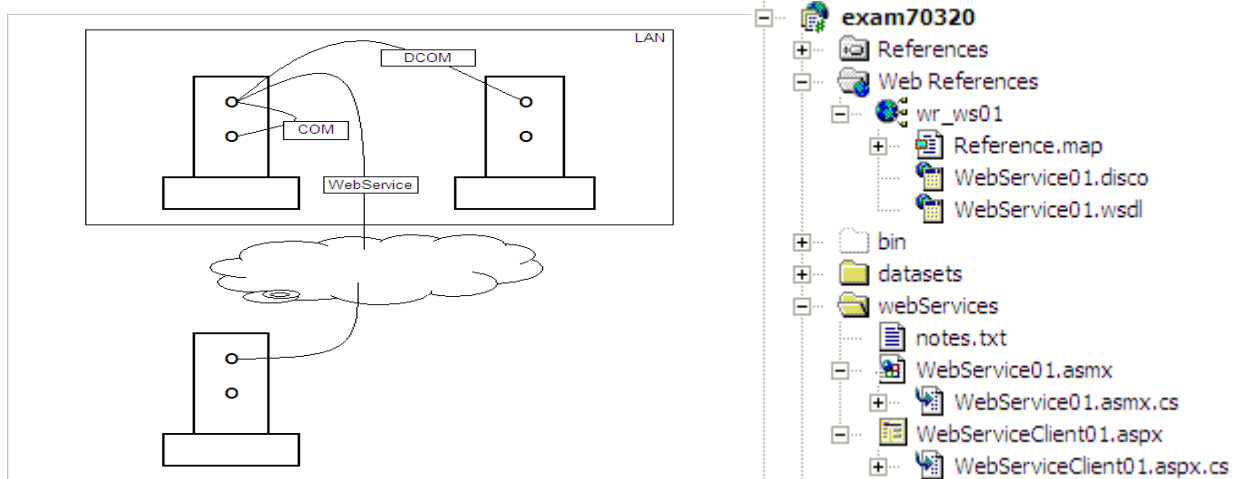 LAN
DCOM
COM
WebService
exam70320
References
Web References
wr_ws01
Reference.map
WebService01.disco
WebService01.wsdl
bin
datasets
webServices
notes.txt
WebService01.asmx
WebService01.asmx.cs
WebServiceClient01.aspx
WebServiceClient01.aspx.cs